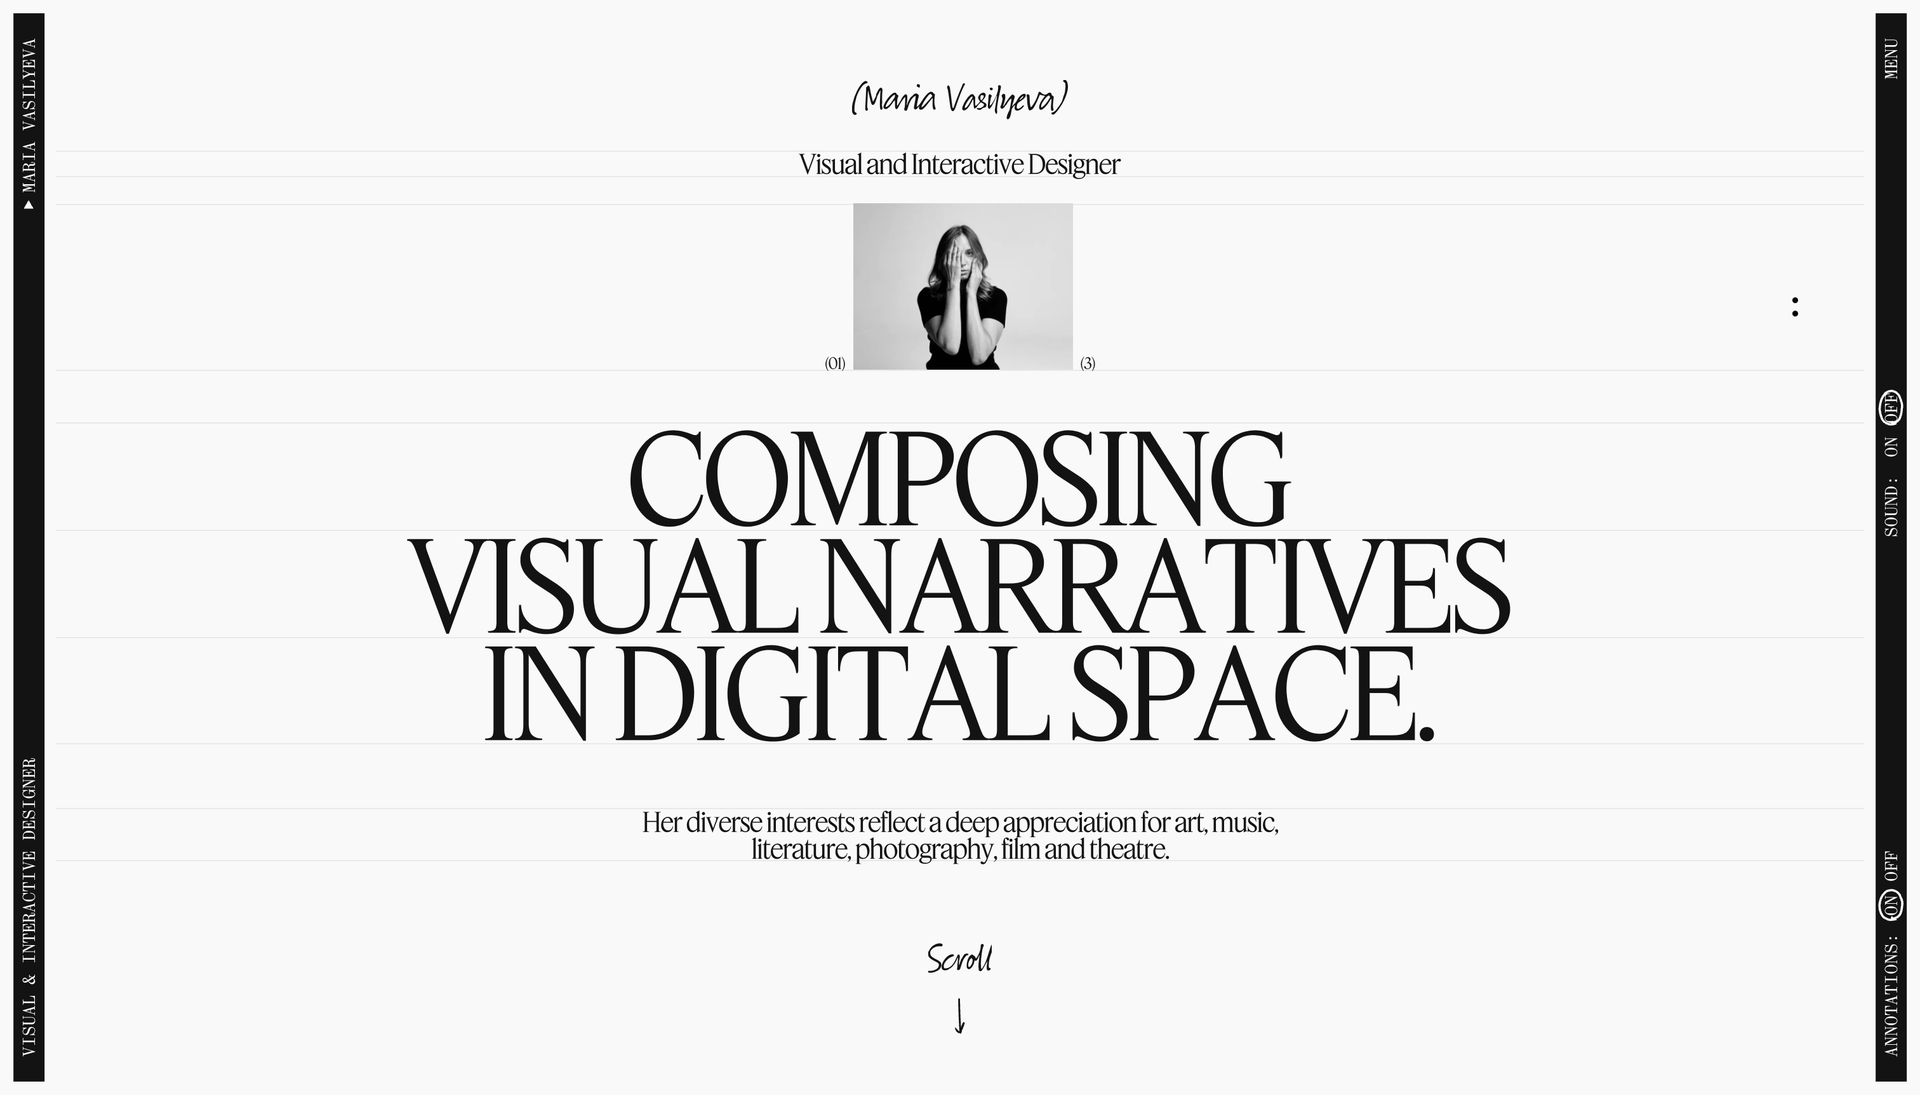 (Maria Vasilyeva)
Visual and Interactive Designer
(01)
(3)
COMPOSING
VISUAL NARRATIVES
IN DIGITAL SPACE.
Her diverse interests reflect a deep appreciation for art, music,
literature, photography, film and theatre.
Scroll
VISUAL & INTERACTIVE DESIGNER
MARIA VASILYEVA
MENU
SOUND: ON OFF
ANNOTATIONS: ON OFF